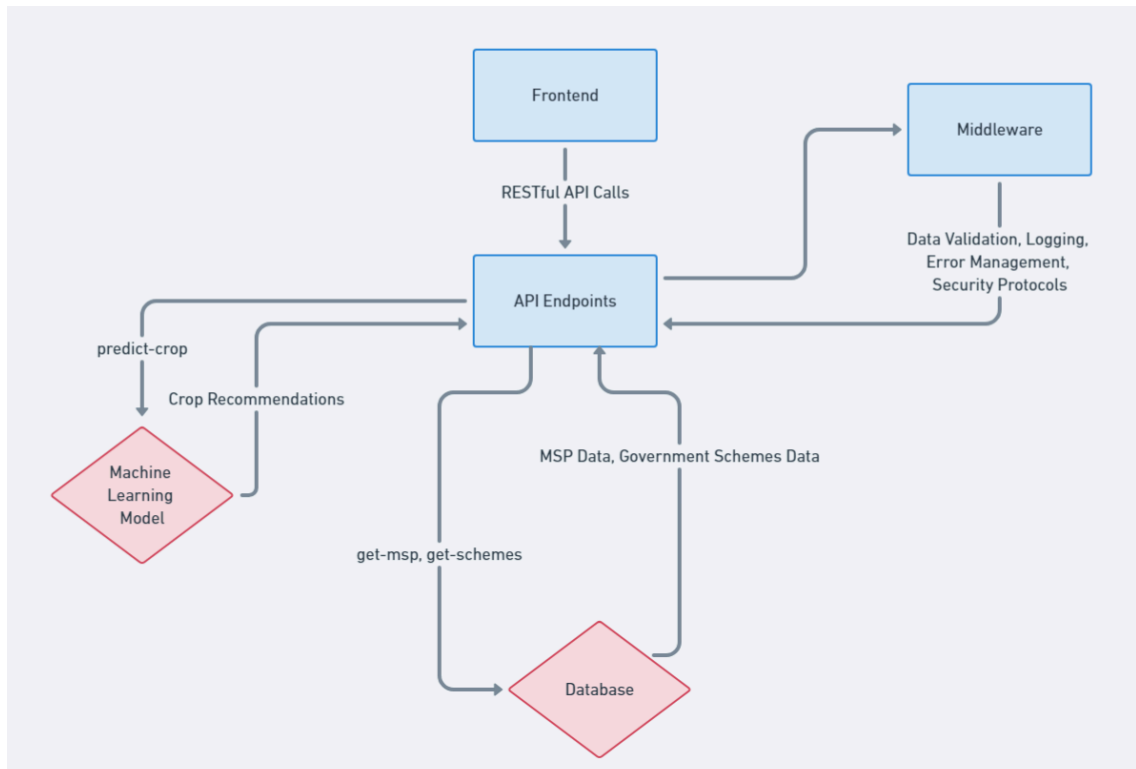 Frontend
Middleware
RESTful API Calls
Data Validation, Logging,
Error Management,
Security Protocols
API Endpoints
predict-crop
Crop Recommendations
MSP Data, Government Schemes Data
Machine
Learning
Model
get-msp, get-schemes
Database